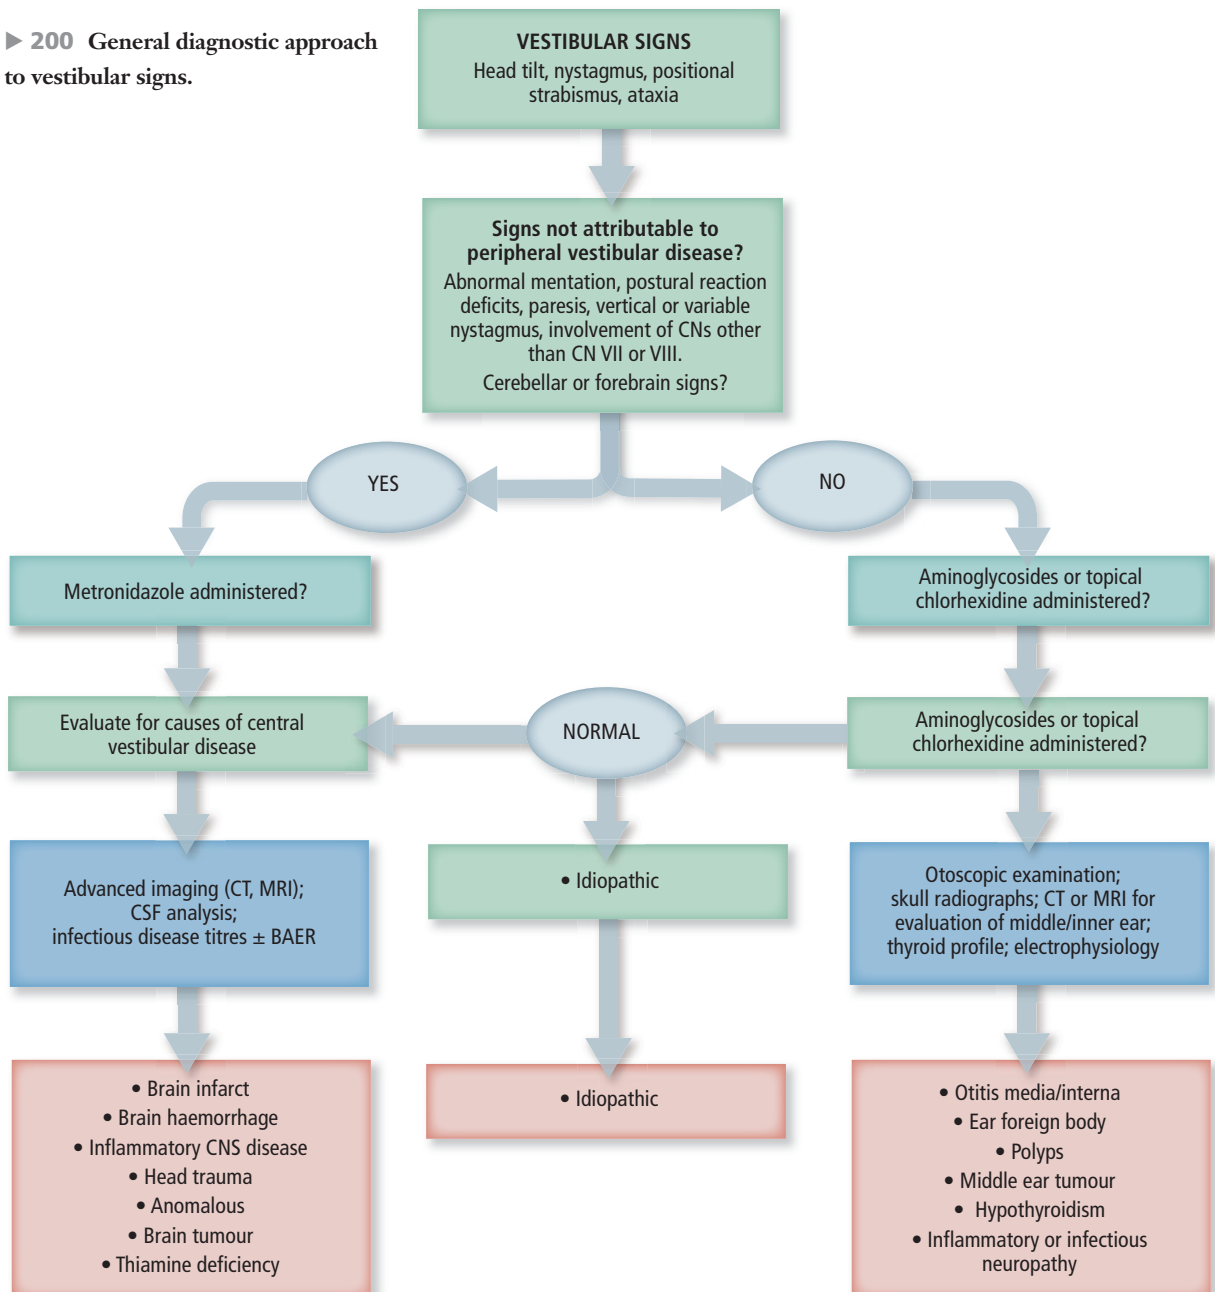 ▶ 200 General diagnostic approach
to vestibular signs.
VESTIBULAR SIGNS
Head tilt, nystagmus, positional
strabismus, ataxia
Signs not attributable to
peripheral vestibular disease?
Abnormal mentation, postural reaction
deficits, paresis, vertical or variable
nystagmus, involvement of CNs other
than CN VII or VIII.
Cerebellar or forebrain signs?
YES
NO
Metronidazole administered?
Aminoglycosides or topical
chlorhexidine administered?
Evaluate for causes of central
vestibular disease
NORMAL
Aminoglycosides or topical
chlorhexidine administered?
Advanced imaging (CT, MRI);
CSF analysis;
infectious disease titres ± BAER
• Idiopathic
Otoscopic examination;
skull radiographs; CT or MRI for
evaluation of middle/inner ear;
thyroid profile; electrophysiology
• Brain infarct
• Brain haemorrhage
• Inflammatory CNS disease
• Head trauma
• Anomalous
• Brain tumour
• Thiamine deficiency
• Idiopathic
• Otitis media/interna
• Ear foreign body
• Polyps
• Middle ear tumour
• Hypothyroidism
• Inflammatory or infectious
neuropathy